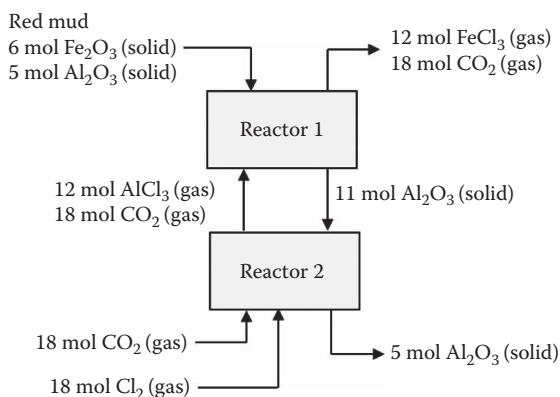 Red mud
6 mol Fe₂O₃ (solid)
5 mol Al₂O₃ (solid)
12 mol FeCl₃ (gas)
18 mol CO₂ (gas)
Reactor 1
12 mol AlCl₃ (gas)
18 mol CO₂ (gas)
11 mol Al₂O₃ (solid)
Reactor 2
18 mol CO₂ (gas)
5 mol Al₂O₃ (solid)
18 mol Cl₂ (gas)